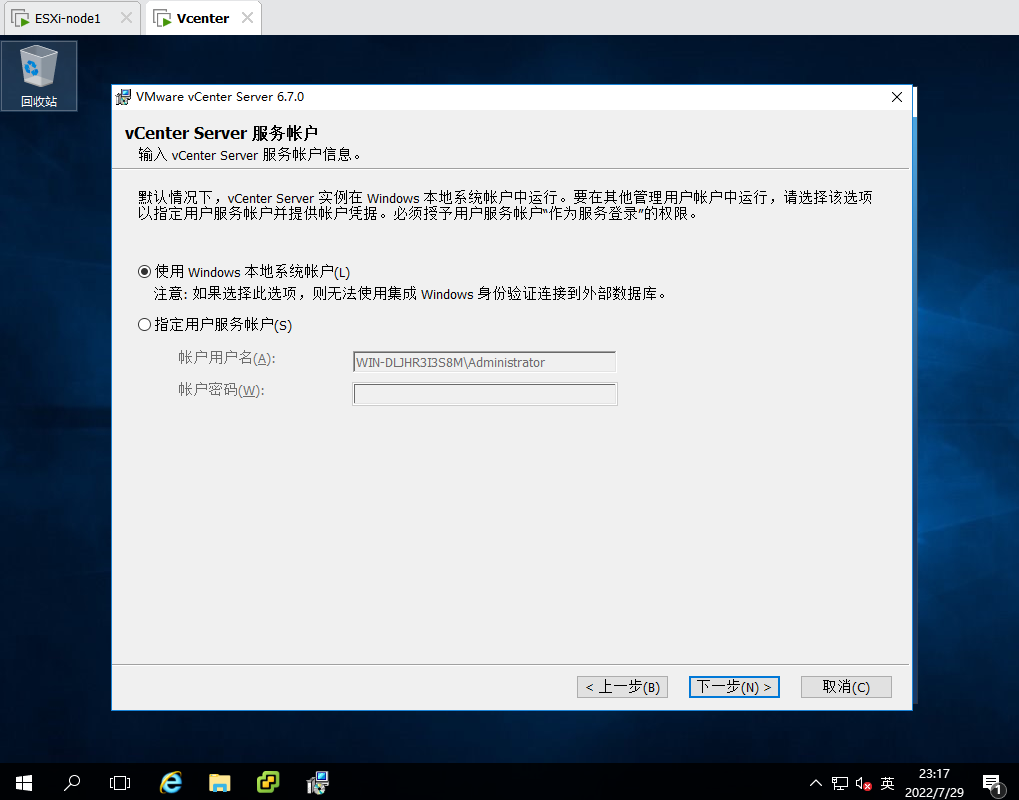 ESXi-node1
Vcenter
回收站
VMware vCenter Server 6.7.0
vCenter Server 服务帐户
输入 vCenter Server 服务帐户信息。
默认情况下，vCenter Server 实例在 Windows 本地系统帐户中运行。要在其他管理用户帐户中运行，请选择该选项
以指定用户服务帐户并提供帐户凭据。必须授予用户服务帐户“作为服务登录”的权限。
使用 Windows 本地系统帐户(L)
注意: 如果选择此选项，则无法使用集成 Windows 身份验证连接到外部数据库。
指定用户服务帐户(S)
帐户用户名(A):
WIN-DLJHR3I3S8M\Administrator
帐户密码(W):
< 上一步(B)
下一步(N) >
取消(C)
英
23:17
2022/7/29
1